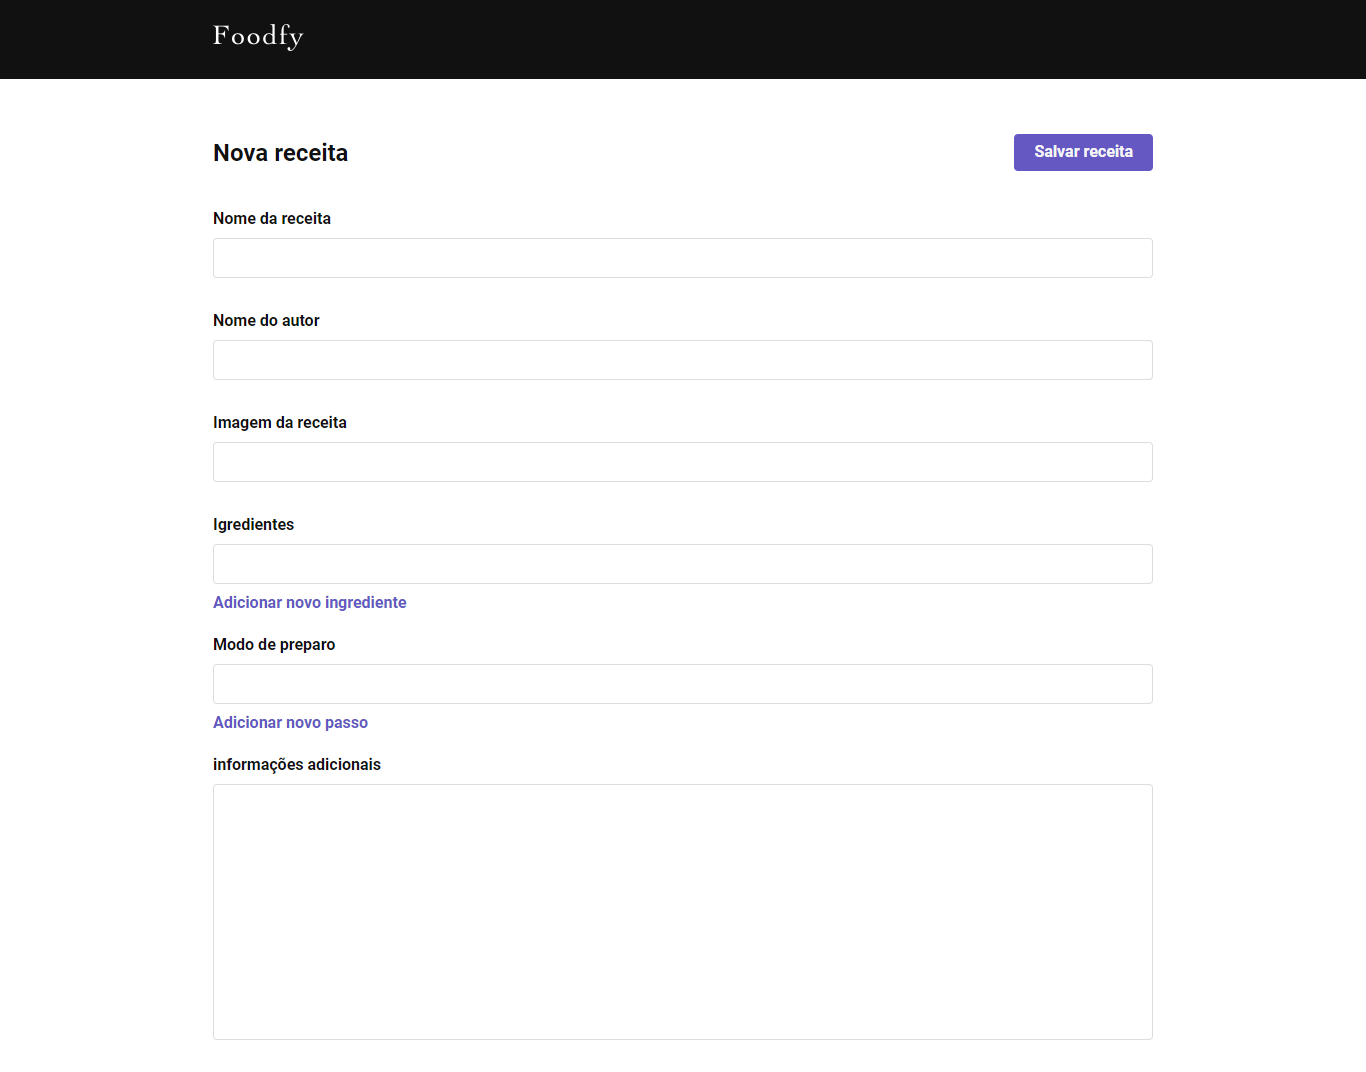 Foodfy
Nova receita
Salvar receita
Nome da receita
Nome do autor
Imagem da receita
Igredientes
Adicionar novo ingrediente
Modo de preparo
Adicionar novo passo
informações adicionais